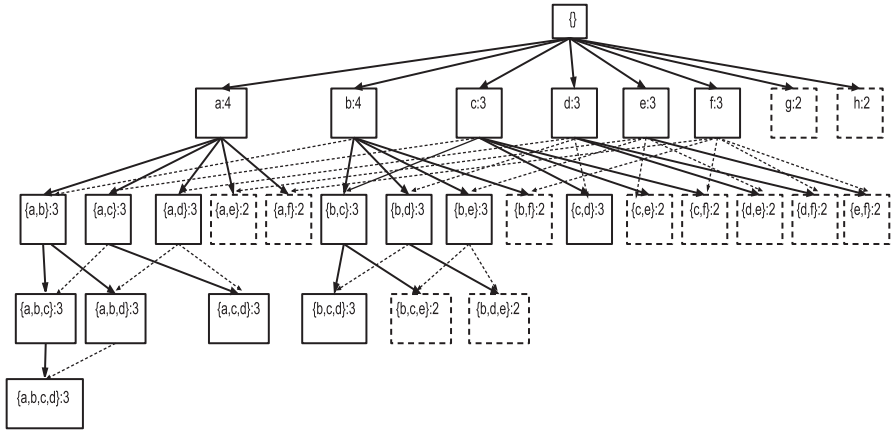 {}
a:4 b:4 c:3 d:3 e:3 f:3 g:2 h:2
{a,b}:3 {a,c}:3 {a,d}:3 {a,e}:2 {a,f}:2 {b,c}:3 {b,d}:3 {b,e}:3 {b,f}:2 {c,d}:3 {c,e}:2 {c,f}:2 {d,e}:2 {d,f}:2 {e,f}:2
{a,b,c}:3 {a,b,d}:3 {a,c,d}:3 {b,c,d}:3 {b,c,e}:2 {b,d,e}:2
{a,b,c,d}:3